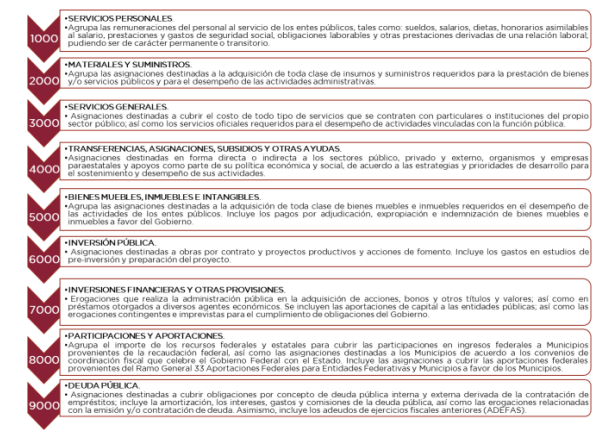 1000
•SERVICIOS PERSONALES.
•Agrupa las remuneraciones del personal al servicio de los entes públicos, tales como: sueldos, salarios, dietas, honorarios asimilables
al salario, prestaciones y gastos de seguridad social, obligaciones laborales y otras prestaciones derivadas de una relación laboral;
pudiendo ser de carácter permanente o transitorio.
2000
•MATERIALES Y SUMINISTROS.
•Agrupa las asignaciones destinadas a la adquisición de toda clase de insumos y suministros requeridos para la prestación de bienes
y/o servicios públicos y para el desempeño de las actividades administrativas.
3000
•SERVICIOS GENERALES.
• Asignaciones destinadas a cubrir el costo de todo tipo de servicios que se contraten con particulares o instituciones del propio
sector público; así como los servicios oficiales requeridos para el desempeño de actividades vinculadas con la función pública.
4000
•TRANSFERENCIAS, ASIGNACIONES, SUBSIDIOS Y OTRAS AYUDAS.
•Asignaciones destinadas en forma directa o indirecta a los sectores público, privado y externo, organismos y empresas
paraestatales y apoyos como parte de su política económica y social, de acuerdo a las estrategias y prioridades de desarrollo para
el sostenimiento y desempeño de sus actividades.
5000
•BIENES MUEBLES, INMUEBLES E INTANGIBLES.
•Agrupa las asignaciones destinadas a la adquisición de toda clase de bienes muebles e inmuebles requeridos en el desempeño de
las actividades de los entes públicos. Incluye los pagos por adjudicación, expropiación e indemnización de bienes muebles e
inmuebles a favor del Gobierno.
6000
•INVERSIÓN PÚBLICA.
• Asignaciones destinadas a obras por contrato y proyectos productivos y acciones de fomento. Incluye los gastos en estudios de
pre-inversión y preparación del proyecto.
7000
•INVERSIONES FINANCIERAS Y OTRAS PROVISIONES.
• Erogaciones que realiza la administración pública en la adquisición de acciones, bonos y otros títulos y valores; así como en
préstamos otorgados a diversos agentes económicos. Se incluyen las aportaciones de capital a las entidades públicas; así como las
erogaciones contingentes e imprevistas para el cumplimiento de obligaciones del Gobierno.
8000
•PARTICIPACIONES Y APORTACIONES.
•Agrupa el importe de los recursos federales y estatales para cubrir las participaciones en ingresos federales a Municipios
provenientes de la recaudación federal, así como las asignaciones destinadas a los Municipios de acuerdo a los convenios de
coordinación fiscal que celebre el Gobierno Federal con el Estado. Incluye las asignaciones a cubrir las aportaciones federales
provenientes del Ramo General 33 Aportaciones Federales para Entidades Federativas y Municipios a favor de los Municipios.
9000
•DEUDA PÚBLICA.
• Asignaciones destinadas a cubrir obligaciones por concepto de deuda pública interna y externa derivada de la contratación de
empréstitos; incluye la amortización, los intereses, gastos y comisiones de la deuda pública, así como las erogaciones relacionadas
con la emisión y/o contratación de deuda. Asimismo, incluye los adeudos de ejercicios fiscales anteriores (ADEFAS).